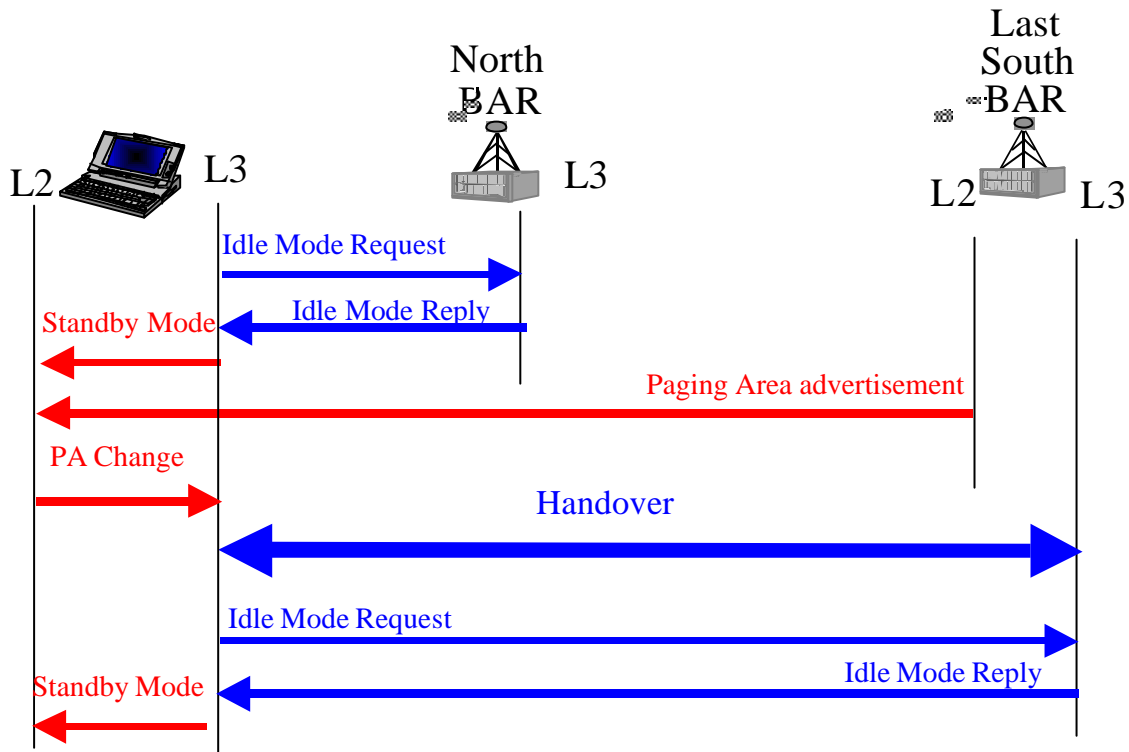 North
BAR
Last
South
BAR
L2
L3
L3
L2
L3
Idle Mode Request
Idle Mode Reply
Standby Mode
Paging Area advertisement
PA Change
Handover
Idle Mode Request
Idle Mode Reply
Standby Mode